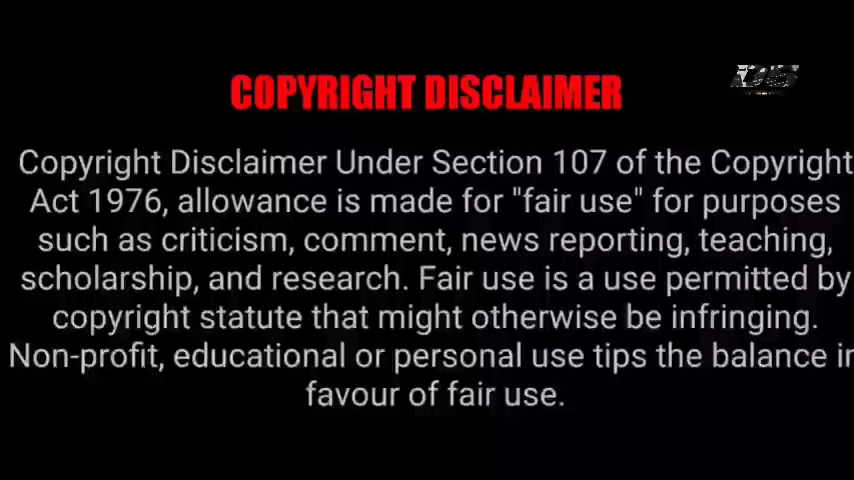 COPYRIGHT DISCLAIMER
Copyright Disclaimer Under Section 107 of the Copyright
Act 1976, allowance is made for "fair use" for purposes
such as criticism, comment, news reporting, teaching,
scholarship, and research. Fair use is a use permitted by
copyright statute that might otherwise be infringing.
Non-profit, educational or personal use tips the balance in
favour of fair use.